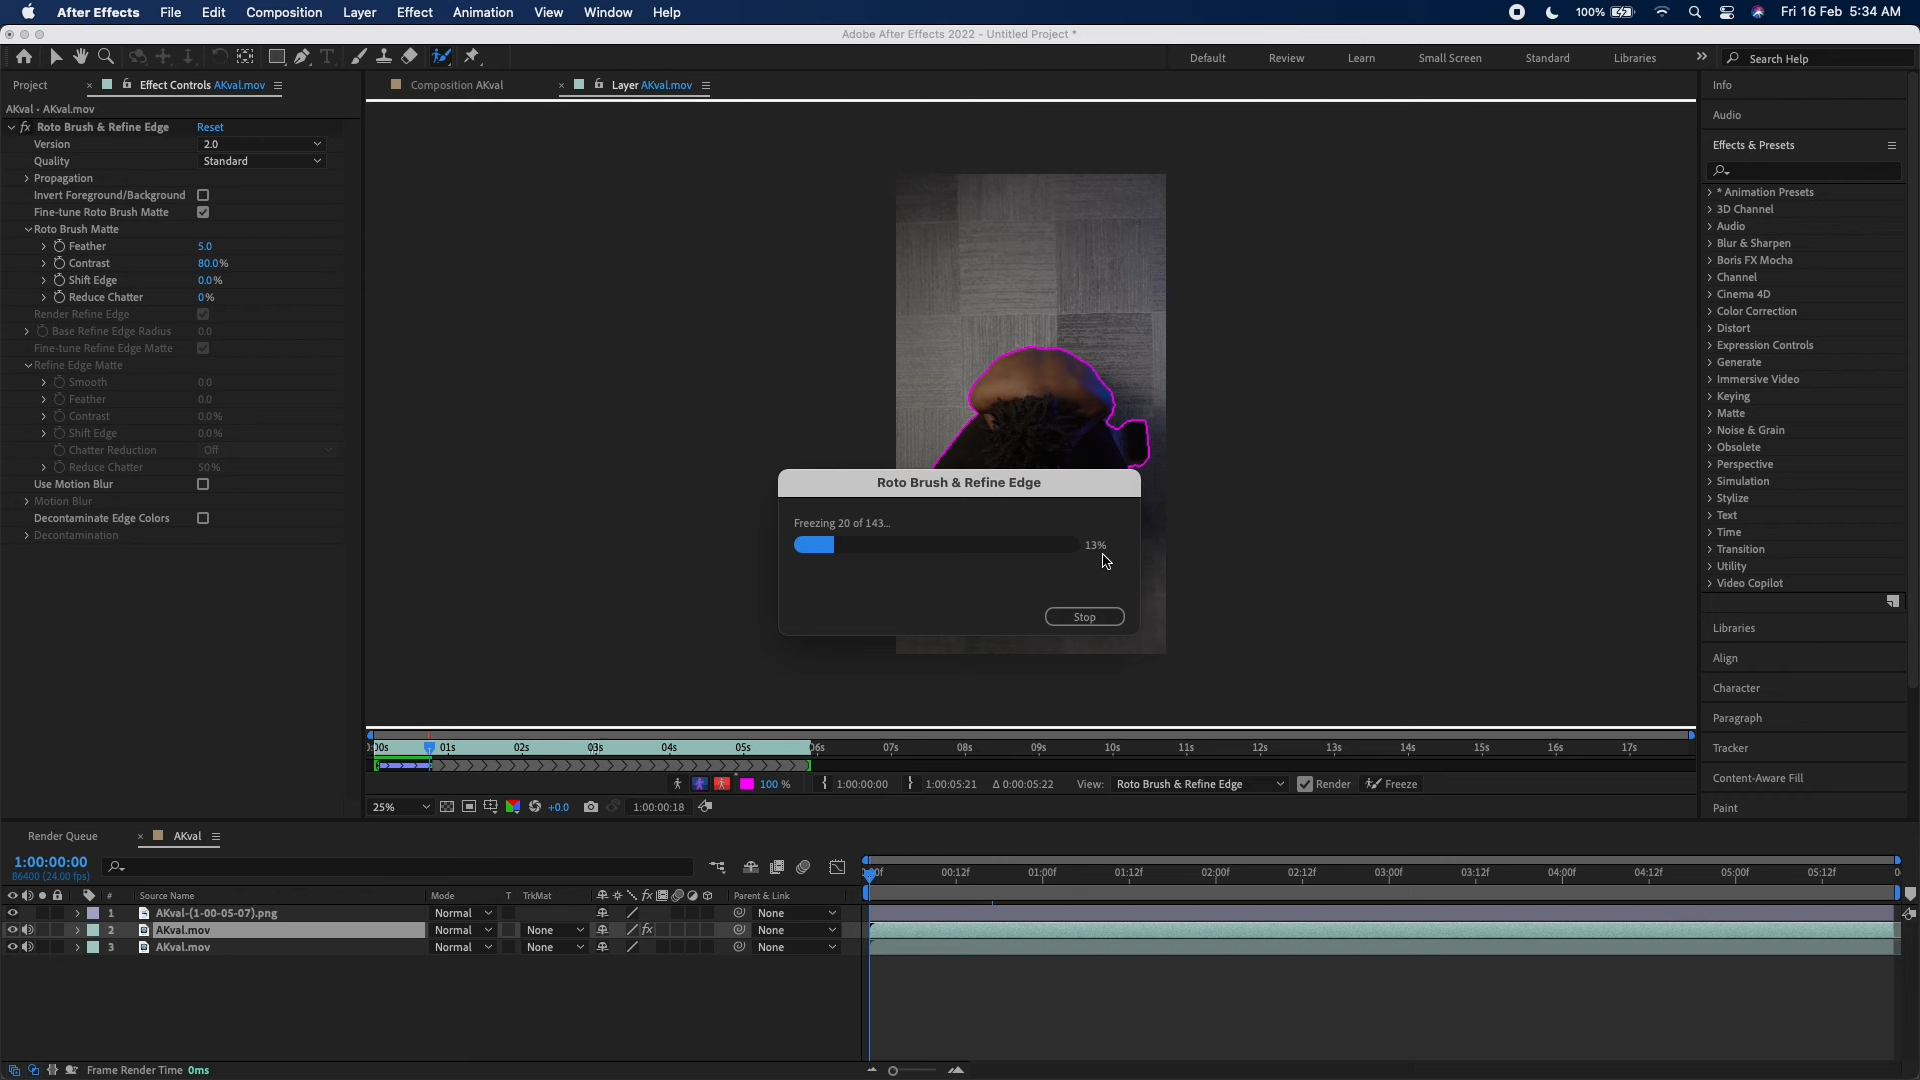 After Effects File Edit Composition Layer Effect Animation View Window Help 100% Fri 16 Feb 5:34 AM
Adobe After Effects 2022 - Untitled Project *
Default Review Learn Small Screen Standard Libraries Search Help
Project Effect Controls AKval.mov
Composition AKval
Layer AKval.mov
AKval • AKval.mov
fx Roto Brush & Refine Edge Reset
Version 2.0
Quality Standard
Propagation
Invert Foreground/Background
Fine-tune Roto Brush Matte
Roto Brush Matte
Feather 5.0
Contrast 80.0%
Shift Edge 0.0%
Reduce Chatter 0%
Render Refine Edge
Base Refine Edge Radius 0.0
Fine-tune Refine Edge Matte
Refine Edge Matte
Smooth 0.0
Feather 0.0
Contrast 0.0%
Shift Edge 0.0%
Chatter Reduction Off
Reduce Chatter 50%
Use Motion Blur
Motion Blur
Decontaminate Edge Colors
Decontamination
Roto Brush & Refine Edge
Freezing 20 of 143...
13%
Stop
Info
Audio
Effects & Presets
* Animation Presets
3D Channel
Audio
Blur & Sharpen
Boris FX Mocha
Channel
Cinema 4D
Color Correction
Distort
Expression Controls
Generate
Immersive Video
Keying
Matte
Noise & Grain
Obsolete
Perspective
Simulation
Stylize
Text
Time
Transition
Utility
Video Copilot
Libraries
Align
Character
Paragraph
Tracker
Content-Aware Fill
Paint
01s 02s 03s 04s 05s 06s 07s 08s 09s 10s 11s 12s 13s 14s 15s 16s 17s
100 % 1:00:00:00 1:00:05:21 Δ 0:00:05:22 View: Roto Brush & Refine Edge Render Freeze
25% +0.0 1:00:00:18
Render Queue AKval
1:00:00:00
86400 (24.00 fps)
00:12f 01:00f 01:12f 02:00f 02:12f 03:00f 03:12f 04:00f 04:12f 05:00f 05:12f
# Source Name Mode T TrkMat fx Parent & Link
1 AKval-(1-00-05-07).png Normal None
2 AKval.mov Normal None fx None
3 AKval.mov Normal None None
Frame Render Time 0ms